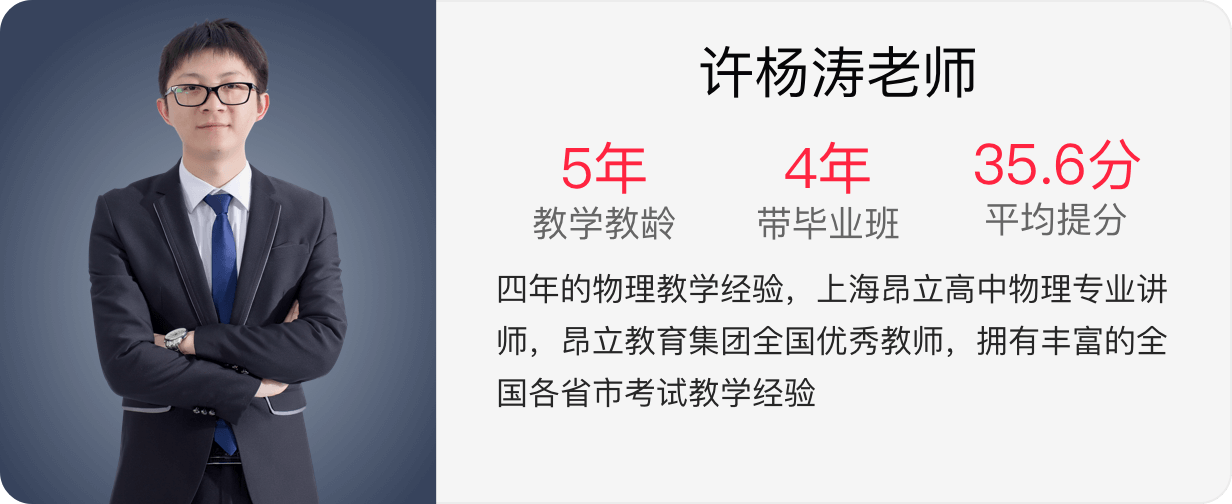 许杨涛老师
5年 4年 35.6分
教学教龄 带毕业班 平均提分
四年的物理教学经验，上海昂立高中物理专业讲
师，昂立教育集团全国优秀教师，拥有丰富的全
国各省市考试教学经验